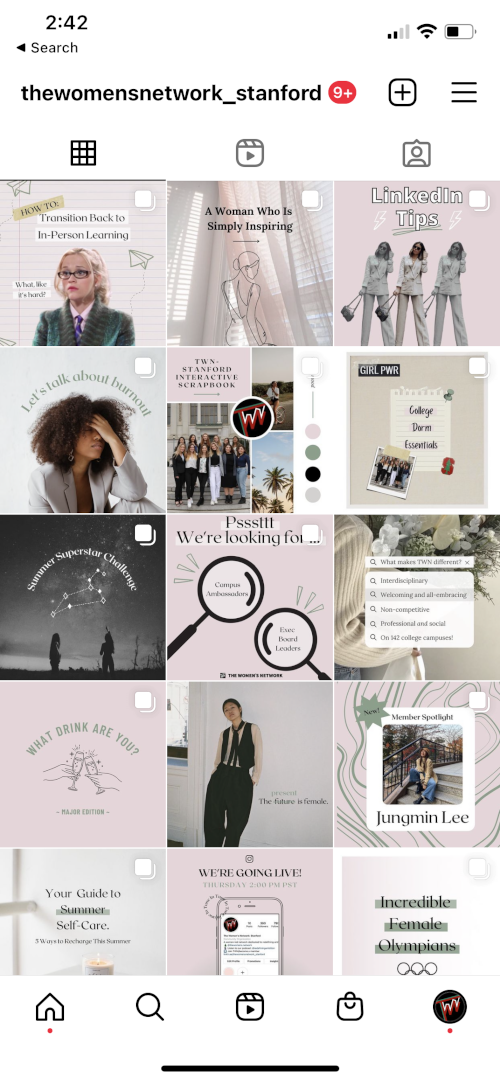 2:42
◀ Search
thewomensnetwork_stanford 9+
HOW TO:
Transition Back to
In-Person Learning
What, like
it's hard?
A Woman Who Is
Simply Inspiring
LinkedIn
Tips
Let's talk about burnout
TWN-
STANFORD
INTERACTIVE
SCRAPBOOK
TWN
GIRL PWR
College
Dorm
Essentials
Summer Superstar Challenge
Psssttt
We're looking for ...
Campus
Ambassadors
Exec
Board
Leaders
THE WOMEN'S NETWORK
What makes TWN different? ×
Interdisciplinary
Welcoming and all-embracing
Non-competitive
Professional and social
On 142 college campuses!
WHAT DRINK ARE YOU?
- MAJOR EDITION -
present
The future is female.
New!
Member Spotlight
Jungmin Lee
Your Guide to
Summer
Self-Care.
3 Ways to Recharge This Summer
WE'RE GOING LIVE!
THURSDAY 2:00 PM PST
Incredible
Female
Olympians
TWN